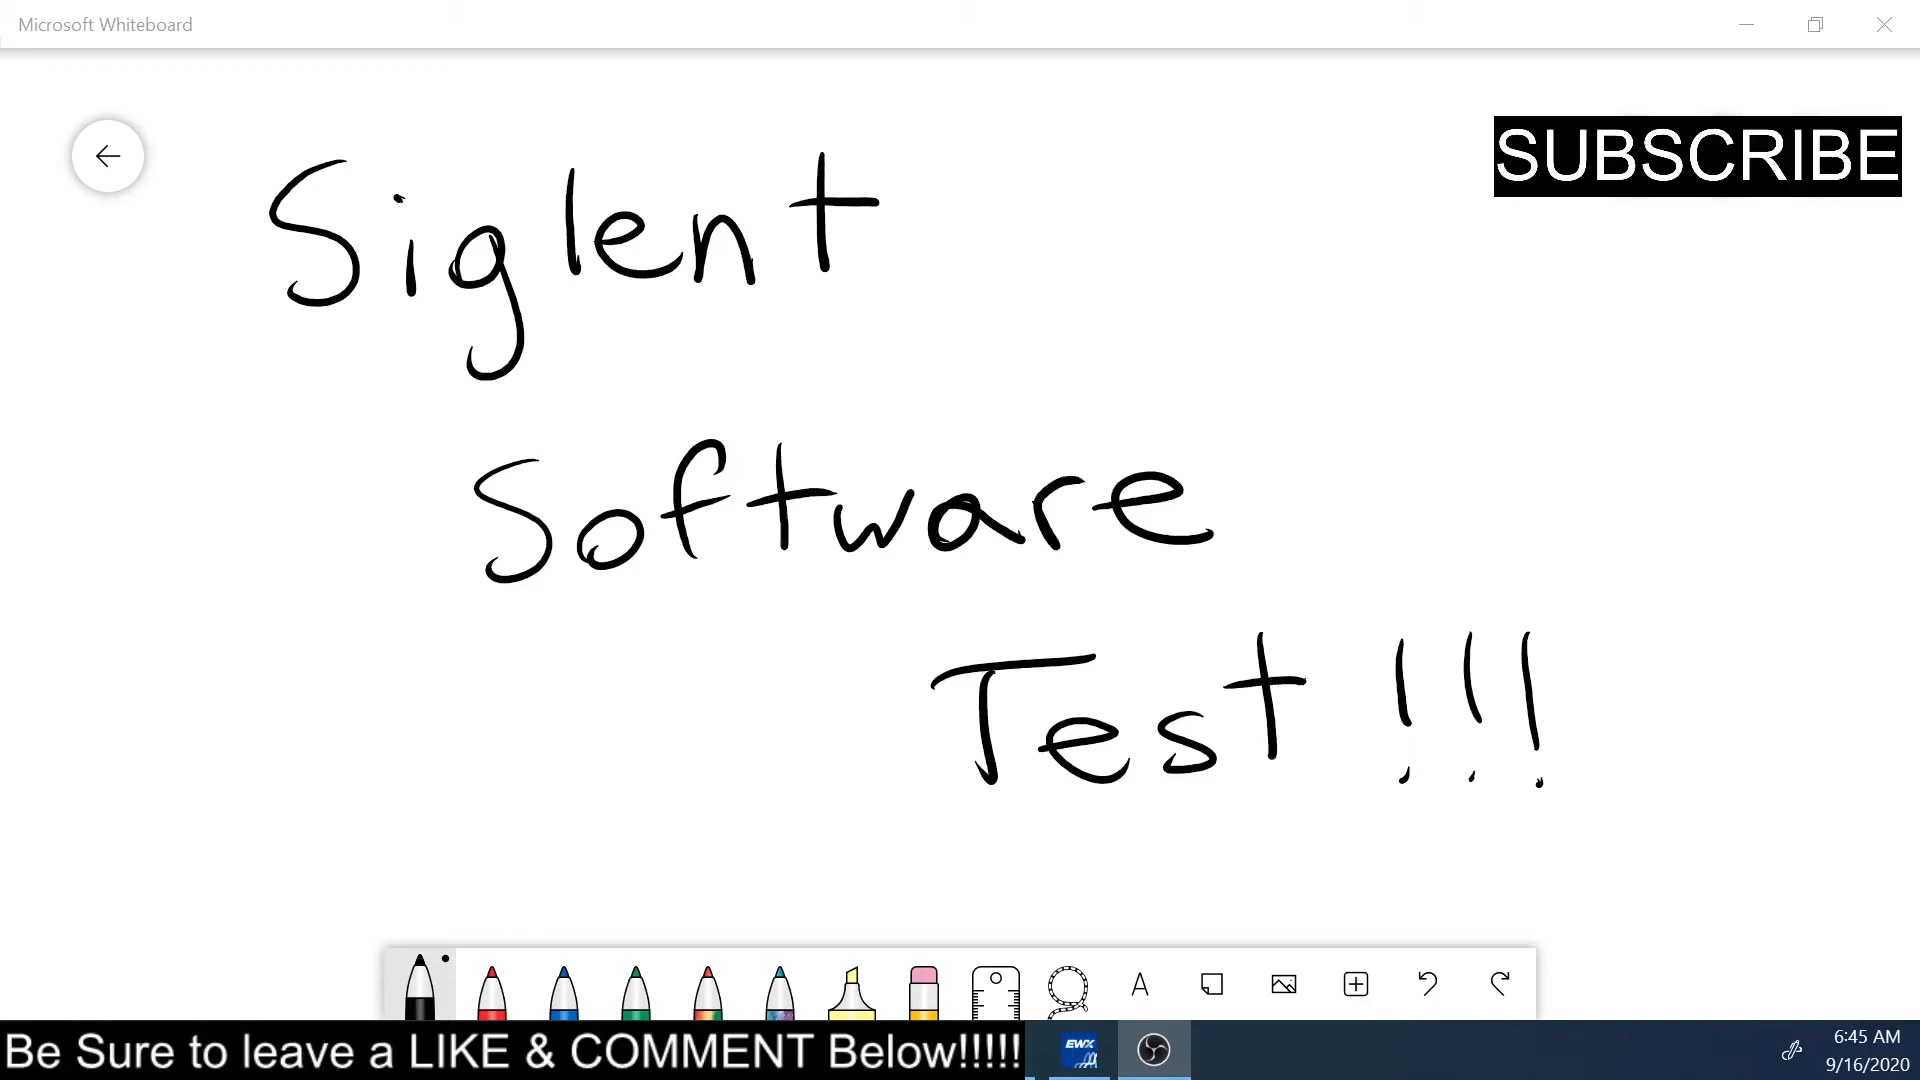 Microsoft Whiteboard
SUBSCRIBE
Siglent
Software
Test!!!
A
Be Sure to leave a LIKE & COMMENT Below!!!!!
EWX
6:45 AM
9/16/2020